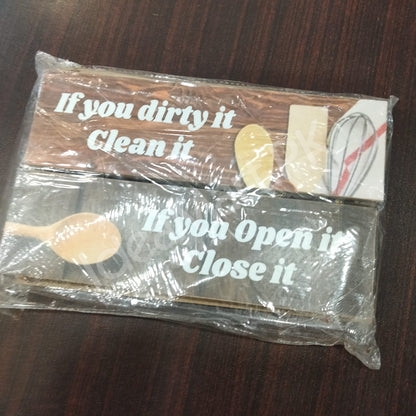 If you dirty it
Clean it
If you Open it
Close it